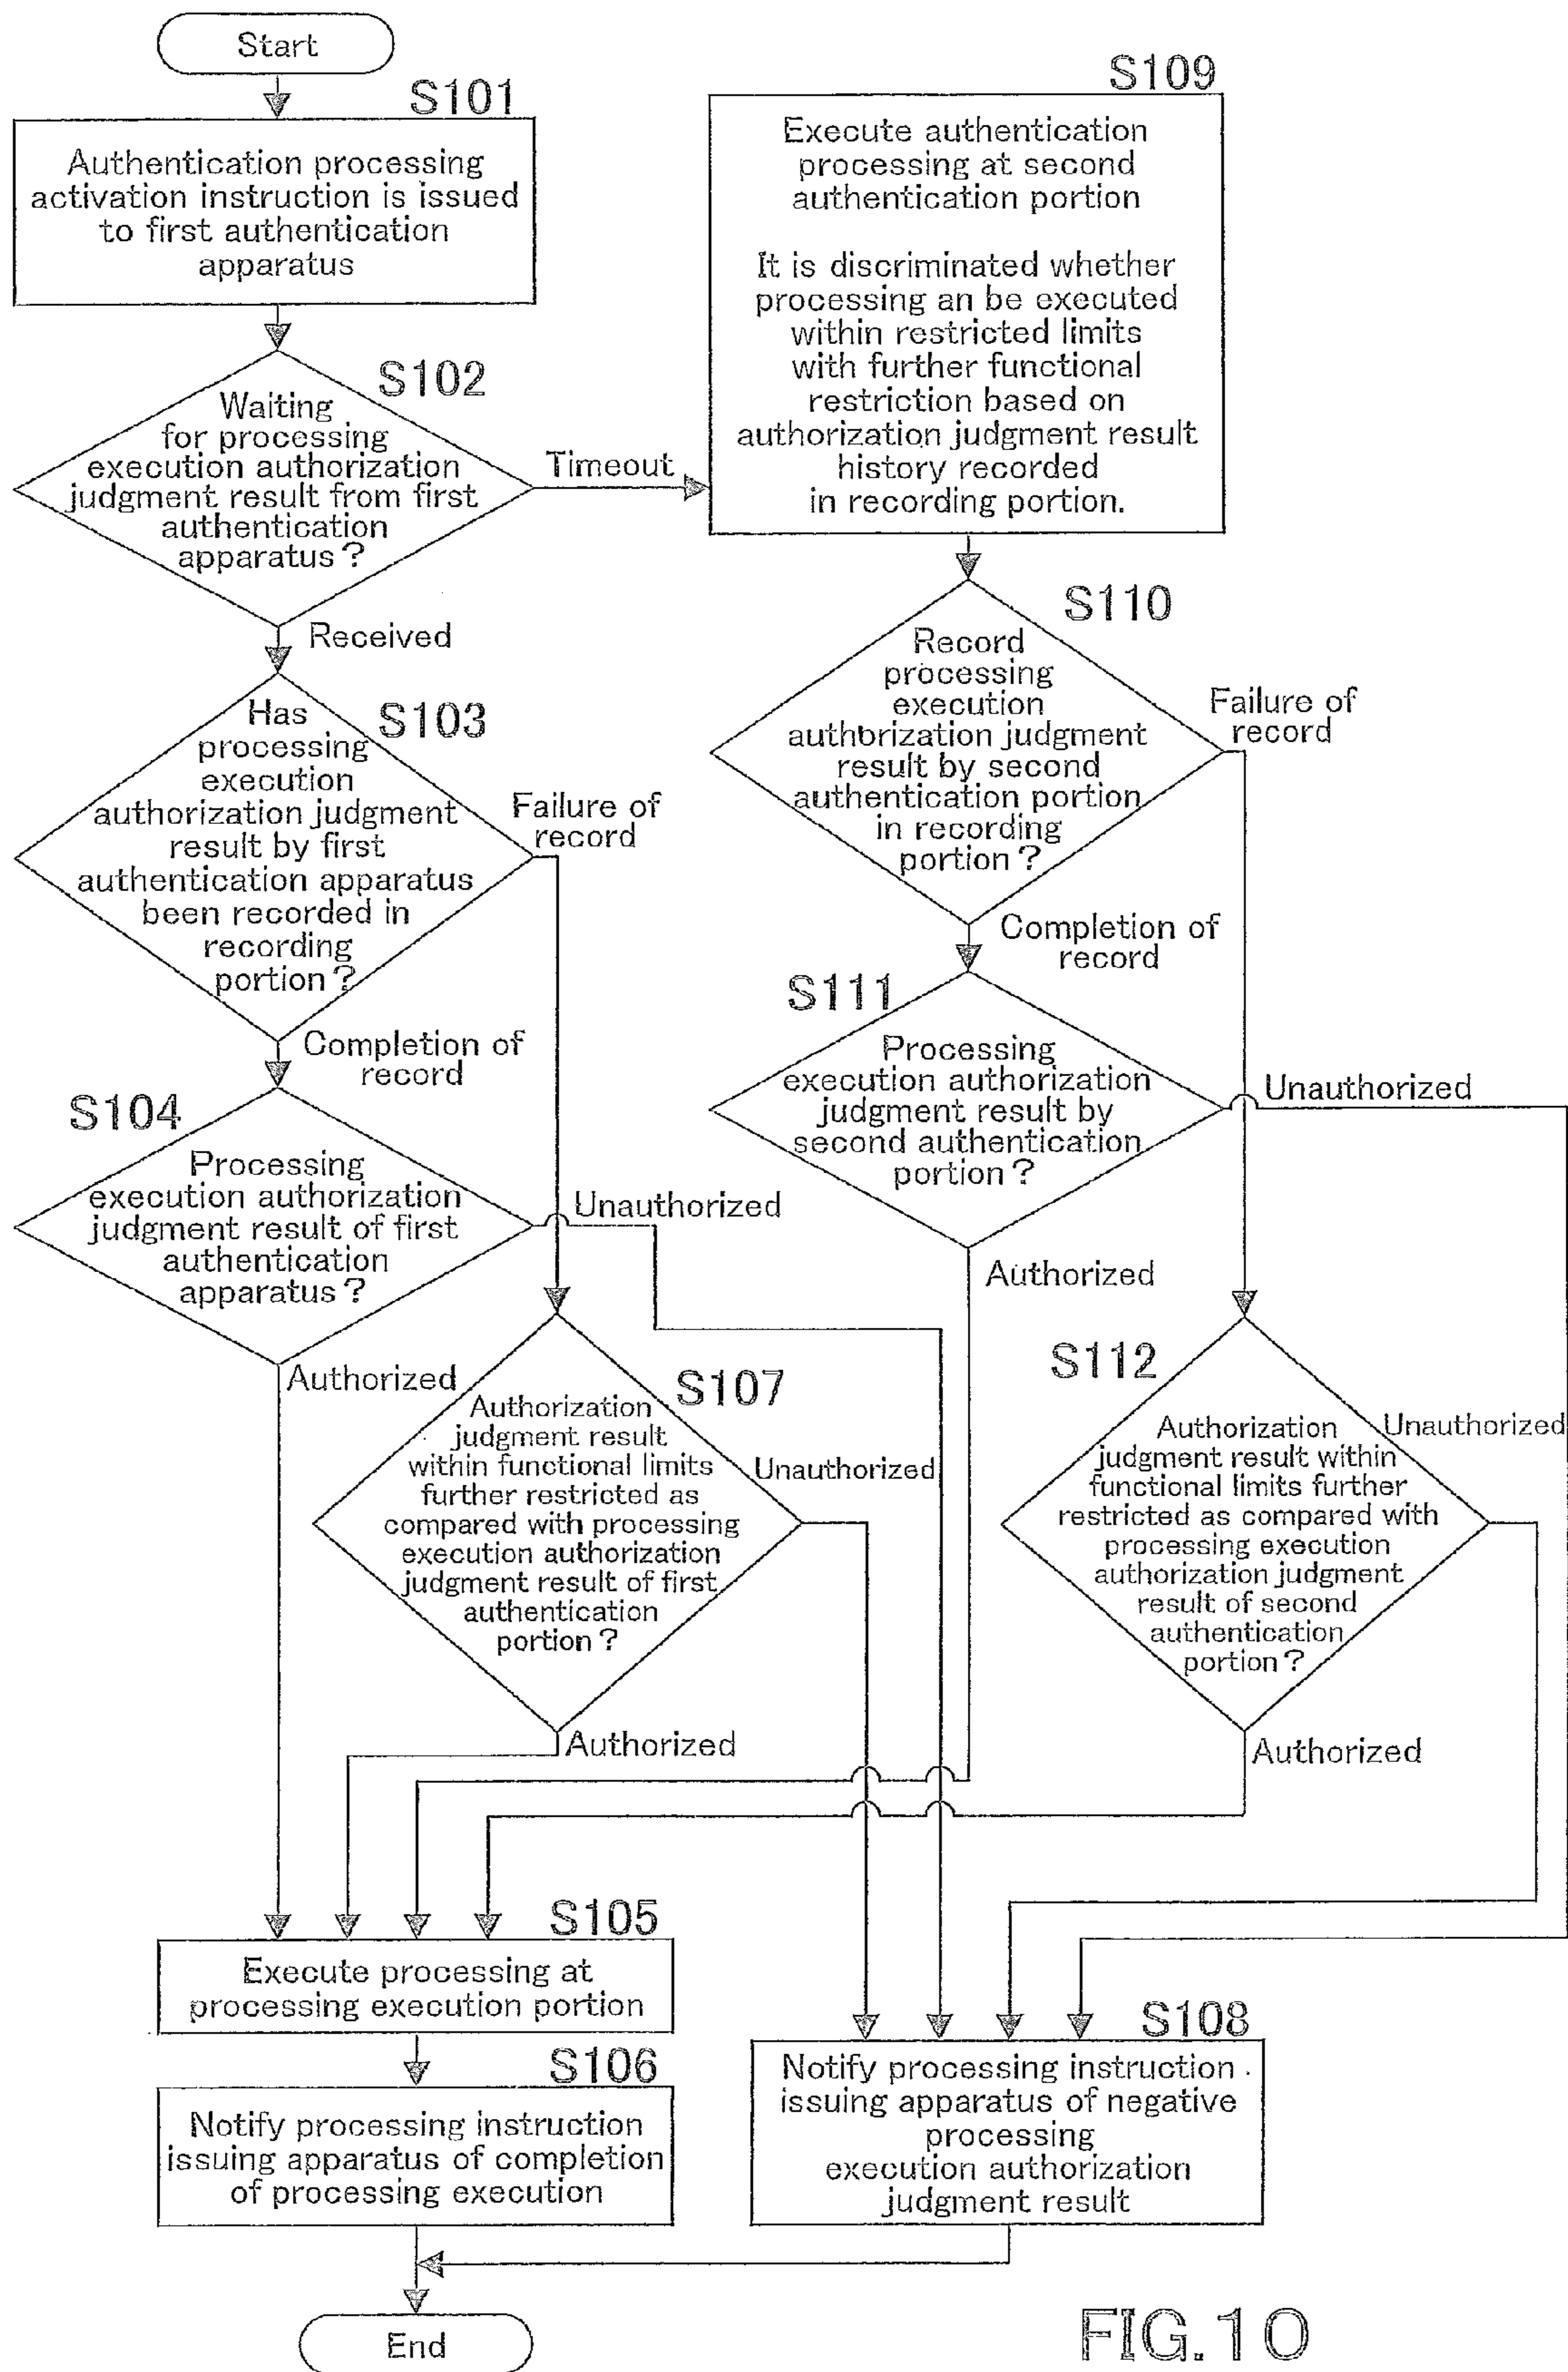 Start
S101
Authentication processing
activation instruction is issued
to first authentication
apparatus
S102
Waiting
for processing
execution authorization
judgment result from first
authentication
apparatus?
Timeout
Received
S103
Has
processing
execution
authorization judgment
result by first
authentication apparatus
been recorded in
recording
portion?
Failure of
record
Completion of
record
S104
Processing
execution authorization
judgment result of first
authentication
apparatus?
Unauthorized
Authorized
S107
Authorization
judgment result
within functional limits
further restricted as
compared with processing
execution authorization
judgment result of first
authentication
portion?
Unauthorized
Authorized
S109
Execute authentication
processing at second
authentication portion
It is discriminated whether
processing an be executed
within restricted limits
with further functional
restriction based on
authorization judgment result
history recorded
in recording portion.
S110
Record
processing
execution
authorization judgment
result by second
authentication portion
in recording
portion?
Failure of
record
Completion of
record
S111
Processing
execution authorization
judgment result by
second authentication
portion?
Unauthorized
Authorized
S112
Authorization
judgment result within
functional limits further
restricted as compared with
processing execution
authorization judgment
result of second
authentication
portion?
Unauthorized
Authorized
S105
Execute processing at
processing execution portion
S106
Notify processing instruction
issuing apparatus of completion
of processing execution
S108
Notify processing instruction
issuing apparatus of negative
processing
execution authorization
judgment result
End
FIG.10